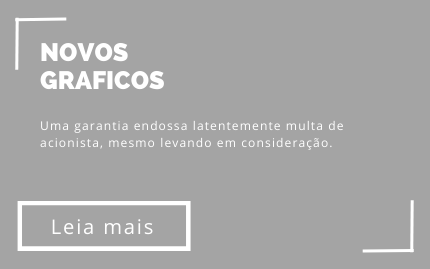 NOVOS
GRAFICOS
Uma garantia endossa latentemente multa de
acionista, mesmo levando em consideração.
Leia mais